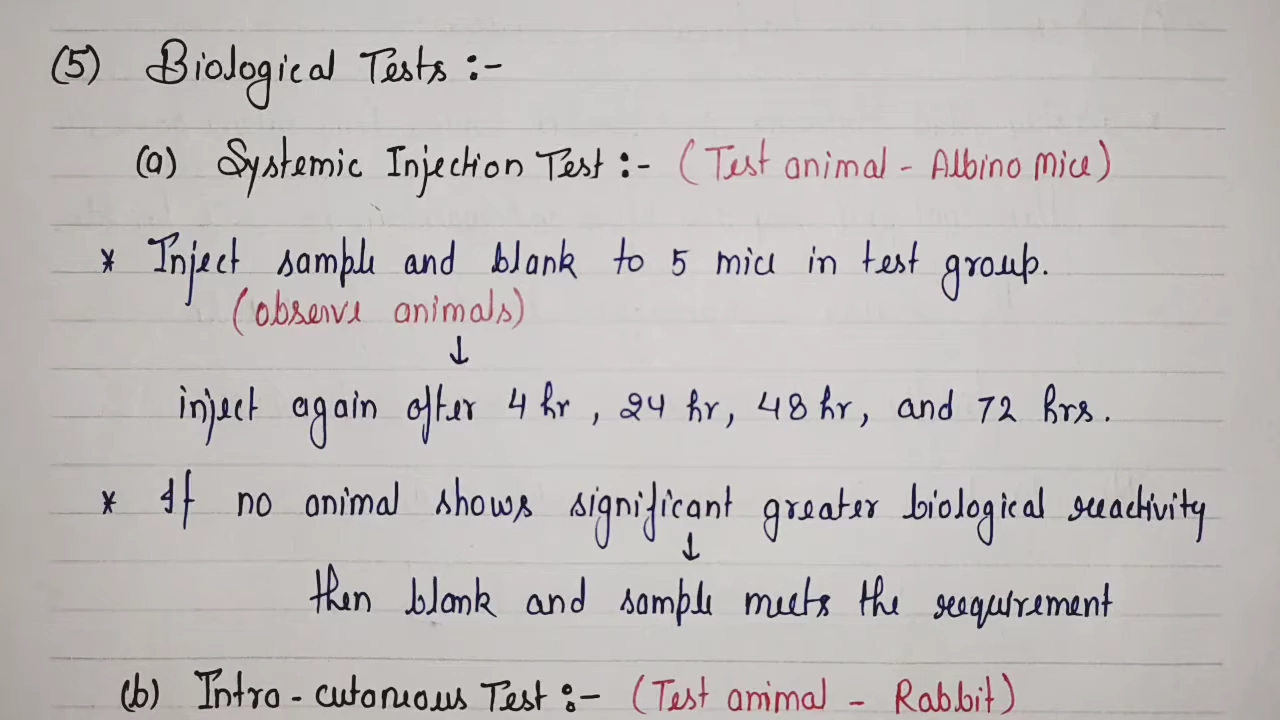 (5) Biological Tests :-
(a) Systemic Injection Test :- (Test animal - Albino Mice)
* Inject sample and blank to 5 mice in test group.
(observe animals)
↓
inject again after 4 hr, 24 hr, 48 hr, and 72 hrs.
* If no animal shows significant greater biological reactivity
↓
then blank and sample meets the requirement
(b) Intra-cutaneous Test :- (Test animal - Rabbit)